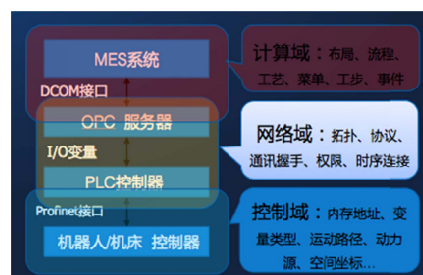 MES系统
DCOM接口
OPC 服务器
I/O变量
PLC控制器
Profinet接口
机器人/机床 控制器
计算域：布局、流程、
工艺、菜单、工步、事件
网络域：拓扑、协议、
通讯握手、权限、时序连接
控制域：内存地址、变
量类型、运动路径、动力
源、空间坐标...